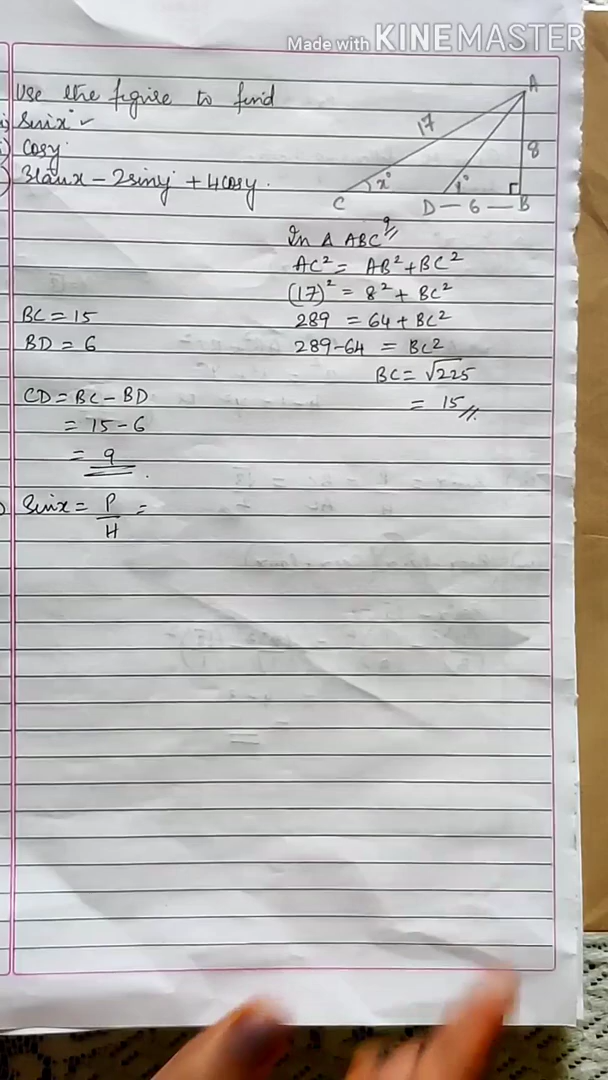 Made with KINEMASTER
Use the figure to find
i) Sinx° -
i) Cosy.
) 3tanx - 2siny + 4cosy.
A
17
8
x°
y°
C
D - 6 - B
In Δ ABC
AC² = AB² + BC²
(17)² = 8² + BC²
289 = 64 + BC²
289-64 = BC²
BC = √225
= 15 //.
BC = 15
BD = 6
CD = BC - BD
= 15 - 6
= 9
) Sinx = P/H =